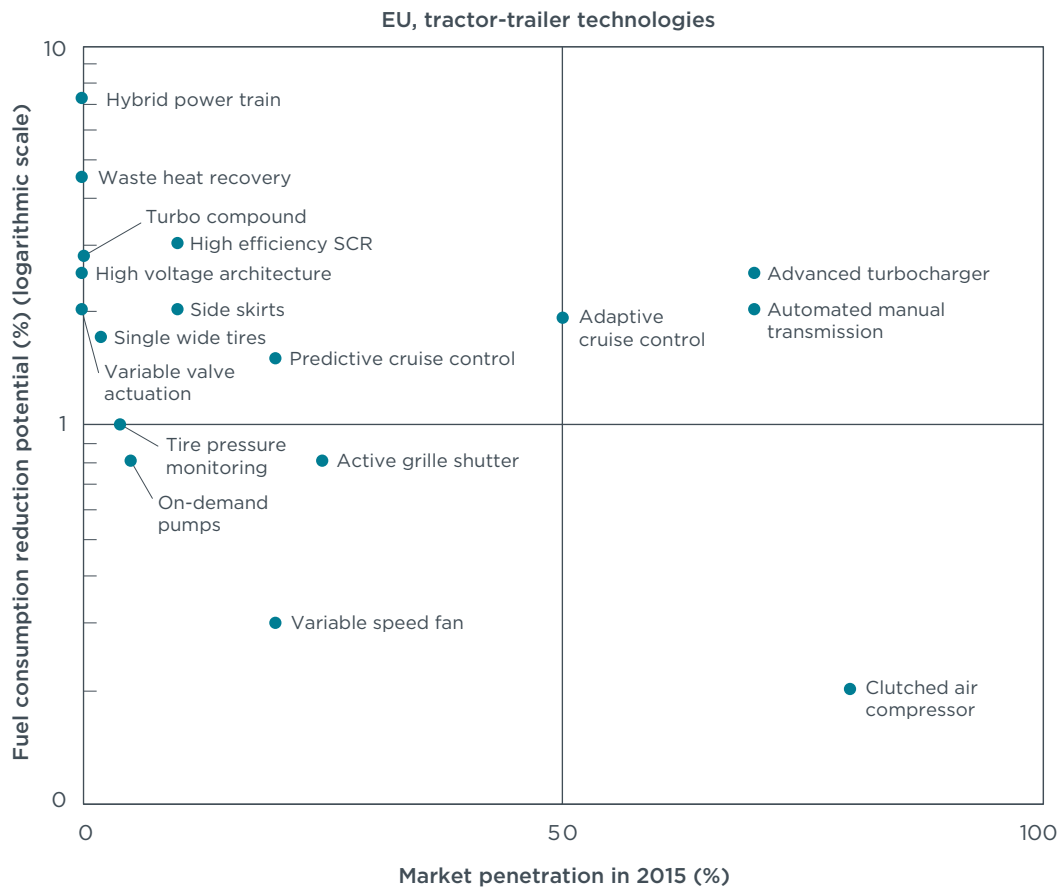 EU, tractor-trailer technologies
Fuel consumption reduction potential (%) (logarithmic scale)
10
Hybrid power train
Waste heat recovery
Turbo compound
High efficiency SCR
High voltage architecture
Advanced turbocharger
Side skirts
Automated manual
transmission
Adaptive
cruise control
Single wide tires
Predictive cruise control
Variable valve
actuation
1
Tire pressure
monitoring
Active grille shutter
On-demand
pumps
Variable speed fan
Clutched air
compressor
0
0
50
100
Market penetration in 2015 (%)